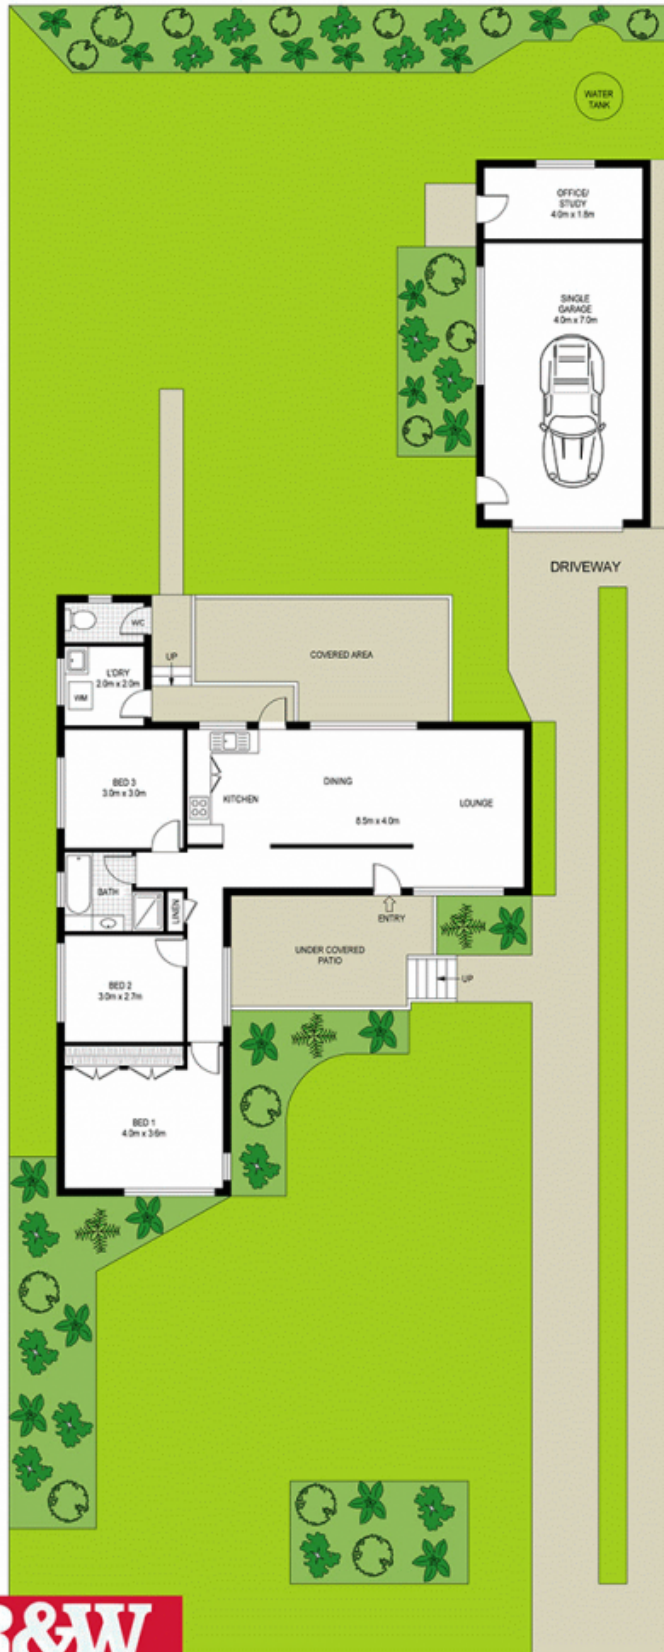 WATER
TANK
OFFICE/
STUDY
4.0m x 1.8m
SINGLE
GARAGE
4.0m x 7.0m
DRIVEWAY
WC
UP
COVERED AREA
L'DRY
2.0m x 2.0m
WM
BED 3
3.0m x 3.0m
KITCHEN
DINING
LOUNGE
8.5m x 4.0m
BATH
LINEN
ENTRY
UNDER COVERED
PATIO
UP
BED 2
3.0m x 2.7m
BED 1
4.0m x 3.6m
&W